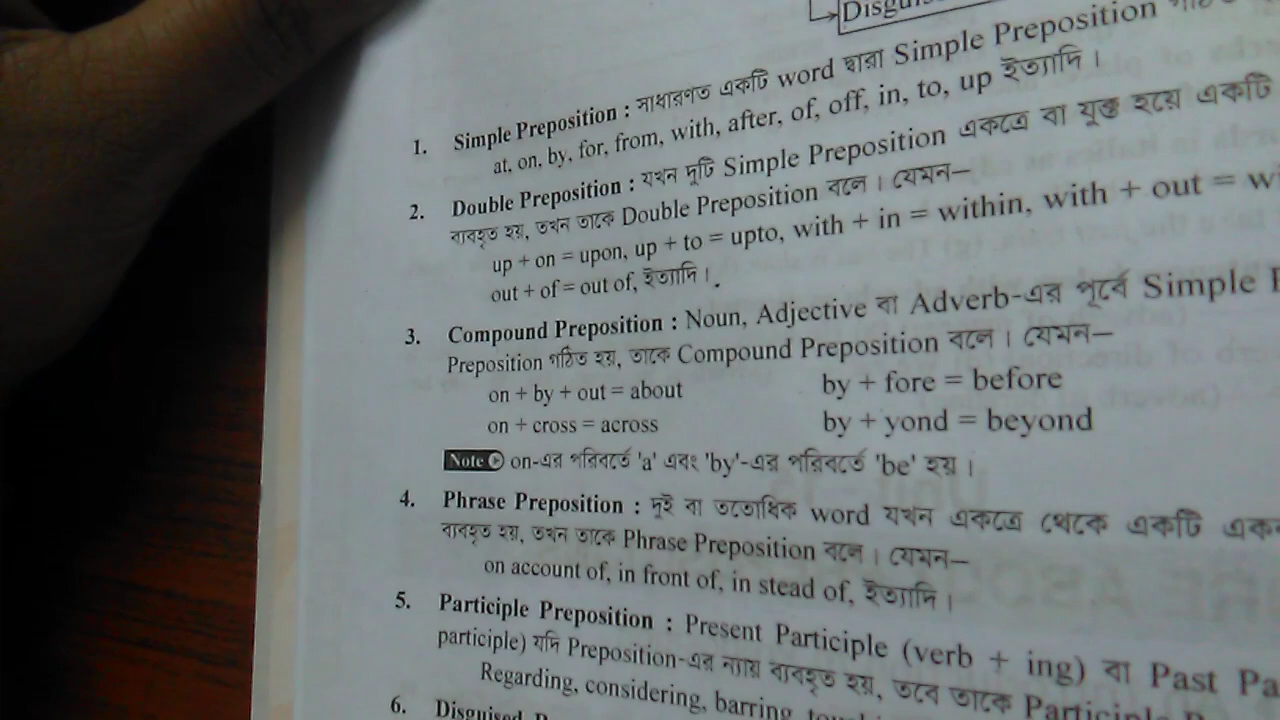 1. Simple Preposition : সাধারণত একটি word দ্বারা Simple Preposition
at, on, by, for, from, with, after, of, off, in, to, up ইত্যাদি।
2. Double Preposition : যখন দুটি Simple Preposition একত্রে বা যুক্ত হয়ে একটি
ব্যবহৃত হয়, তখন তাকে Double Preposition বলে। যেমন–
up + on = upon, up + to = upto, with + in = within, with + out =
out + of = out of, ইত্যাদি।
3. Compound Preposition : Noun, Adjective বা Adverb-এর পূর্বে Simple
Preposition গঠিত হয়, তাকে Compound Preposition বলে। যেমন–
on + by + out = about by + fore = before
on + cross = across by + yond = beyond
Note on-এর পরিবর্তে 'a' এবং 'by'-এর পরিবর্তে 'be' হয়।
4. Phrase Preposition : দুই বা ততোধিক word যখন একত্রে থেকে একটি
ব্যবহৃত হয়, তখন তাকে Phrase Preposition বলে। যেমন–
on account of, in front of, in stead of, ইত্যাদি।
5. Participle Preposition : Present Participle (verb + ing) বা Past
participle) যদি Preposition-এর ন্যায় ব্যবহৃত হয়, তবে তাকে
Regarding, considering, barring,
6.